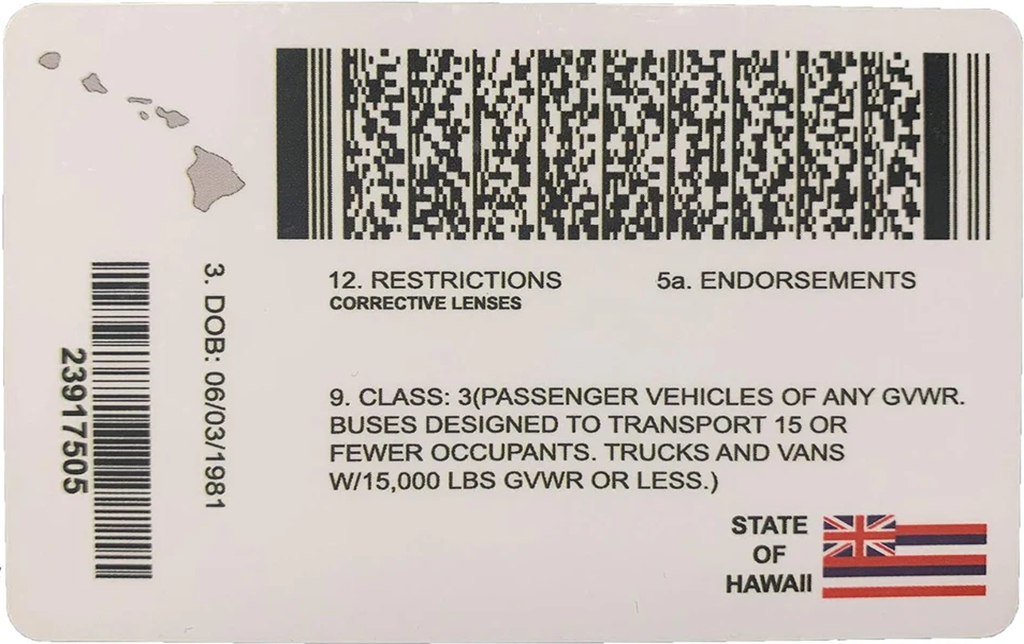 12. RESTRICTIONS
CORRECTIVE LENSES
5a. ENDORSEMENTS
3. DOB: 06/03/1981
23917505
9. CLASS: 3(PASSENGER VEHICLES OF ANY GVWR.
BUSES DESIGNED TO TRANSPORT 15 OR
FEWER OCCUPANTS. TRUCKS AND VANS
W/15,000 LBS GVWR OR LESS.)
STATE
OF
HAWAII